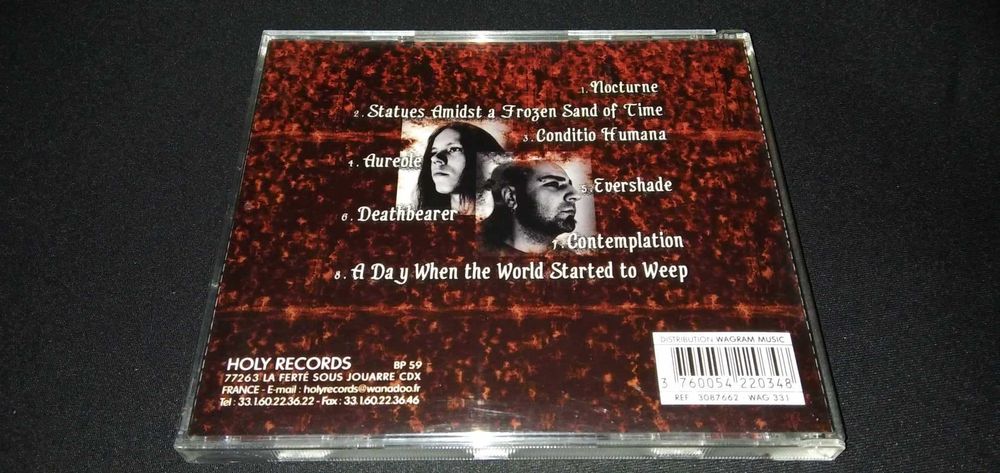 1. Nocturne
2. Statues Amidst a Frozen Sand of Time
3. Conditio Humana
4. Aureole
5. Evershade
6. Deathbearer
7. Contemplation
8. A Day When the World Started to Weep
HOLY RECORDS BP 59
77263 LA FERTÉ SOUS JOUARRE CDX
FRANCE - E-mail : holyrecords@wanadoo.fr
Tel : 33.1.60.22.36.22 - Fax : 33.1.60.22.36.46
DISTRIBUTION WAGRAM MUSIC
3 760054 220348
REF 3087662 - WAG 331